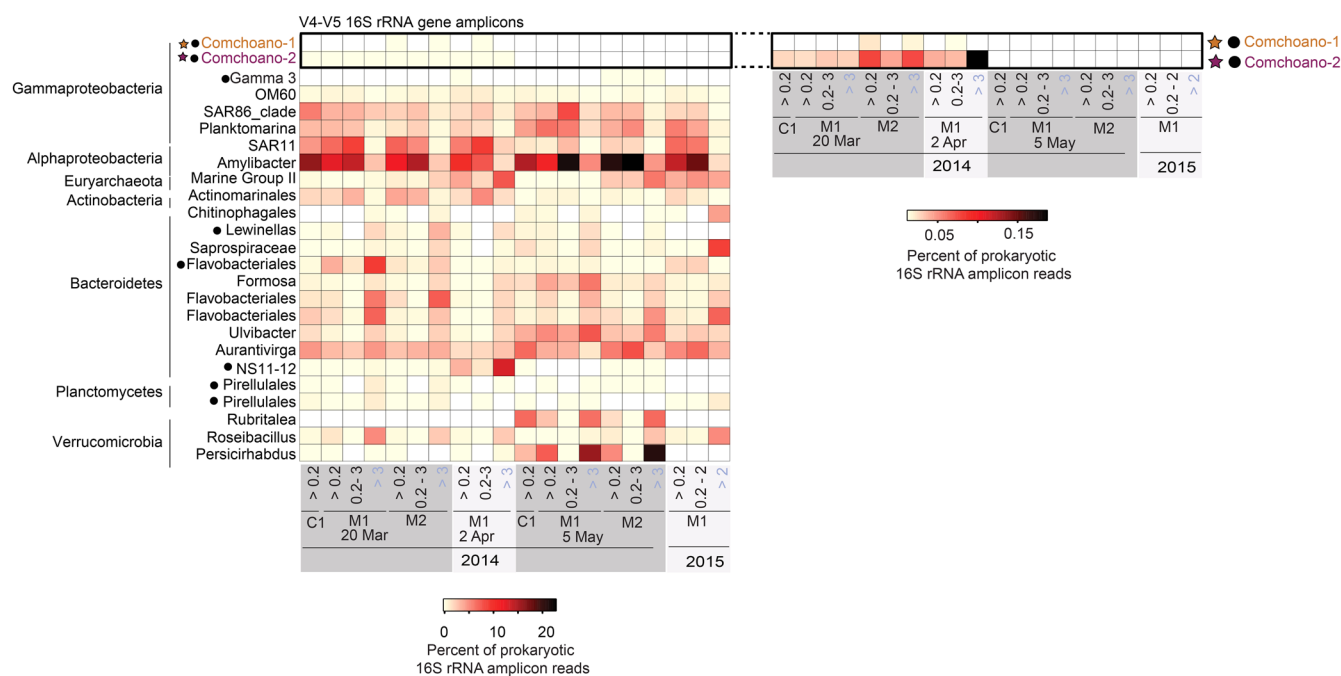 V4-V5 16S rRNA gene amplicons
Comchoano-1
Comchoano-2
Gammaproteobacteria
Gamma 3
OM60
SAR86_clade
Planktomarina
SAR11
Alphaproteobacteria
Amylibacter
Euryarchaeota
Marine Group II
Actinobacteria
Actinomarinales
Chitinophagales
Lewinellas
Saprospiraceae
Flavobacteriales
Bacteroidetes
Formosa
Flavobacteriales
Flavobacteriales
Ulvibacter
Aurantivirga
NS11-12
Planctomycetes
Pirellulales
Pirellulales
Rubritalea
Verrucomicrobia
Roseibacillus
Persicirhabdus
> 0.2 > 0.2 0.2- 3 > 3 > 0.2 0.2 - 3 > 3 > 0.2 0.2-3 > 3 > 0.2 > 0.2 0.2 - 3 > 3 > 0.2 0.2 - 3 > 3 > 0.2 0.2 - 2 > 2
C1 M1 M2 M1 C1 M1 M2 M1
20 Mar 2 Apr 5 May
2014 2015
0 10 20
Percent of prokaryotic
16S rRNA amplicon reads
Comchoano-1
Comchoano-2
> 0.2 > 0.2 0.2- 3 > 3 > 0.2 0.2 - 3 > 3 > 0.2 0.2-3 > 3 > 0.2 > 0.2 0.2 - 3 > 3 > 0.2 0.2 - 3 > 3 > 0.2 0.2 - 2 > 2
C1 M1 M2 M1 C1 M1 M2 M1
20 Mar 2 Apr 5 May
2014 2015
0.05 0.15
Percent of prokaryotic
16S rRNA amplicon reads